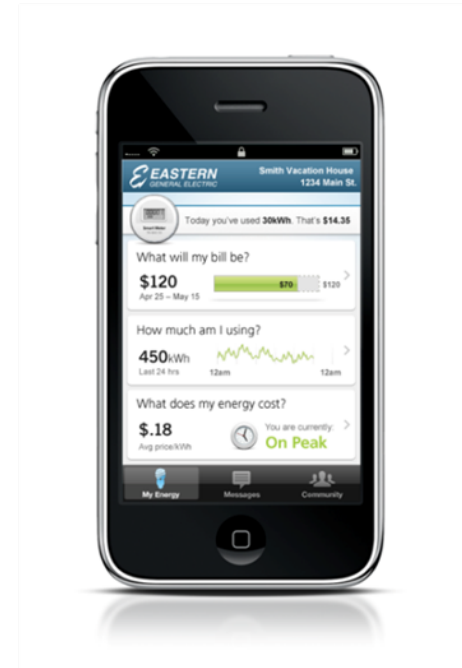 EASTERN
GENERAL ELECTRIC
Smith Vacation House
1234 Main St.
Today you've used 30kWh. That's $14.35
What will my bill be?
$120
Apr 25 – May 15
$70
$120
How much am I using?
450kWh
Last 24 hrs
12am
12am
What does my energy cost?
$.18
Avg price/kWh
You are currently:
On Peak
My Energy
Messages
Community